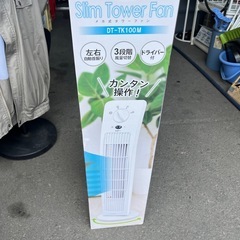 Slim Tower Fan
スリムタワーファン
DT-TK100M
左右
自動首振り
3段階
風量切替
ドライバー
付
カンタン
操作!